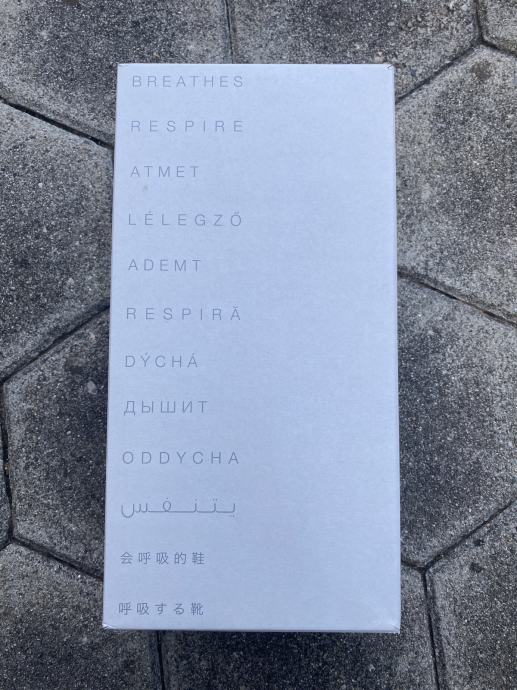 BREATHES
RESPIRE
ATMET
LÉLEGZŐ
ADEMT
RESPIRĂ
DÝCHÁ
ДЫШИТ
ODDYCHA
يـتـنـفـس
会呼吸的鞋
呼吸する靴